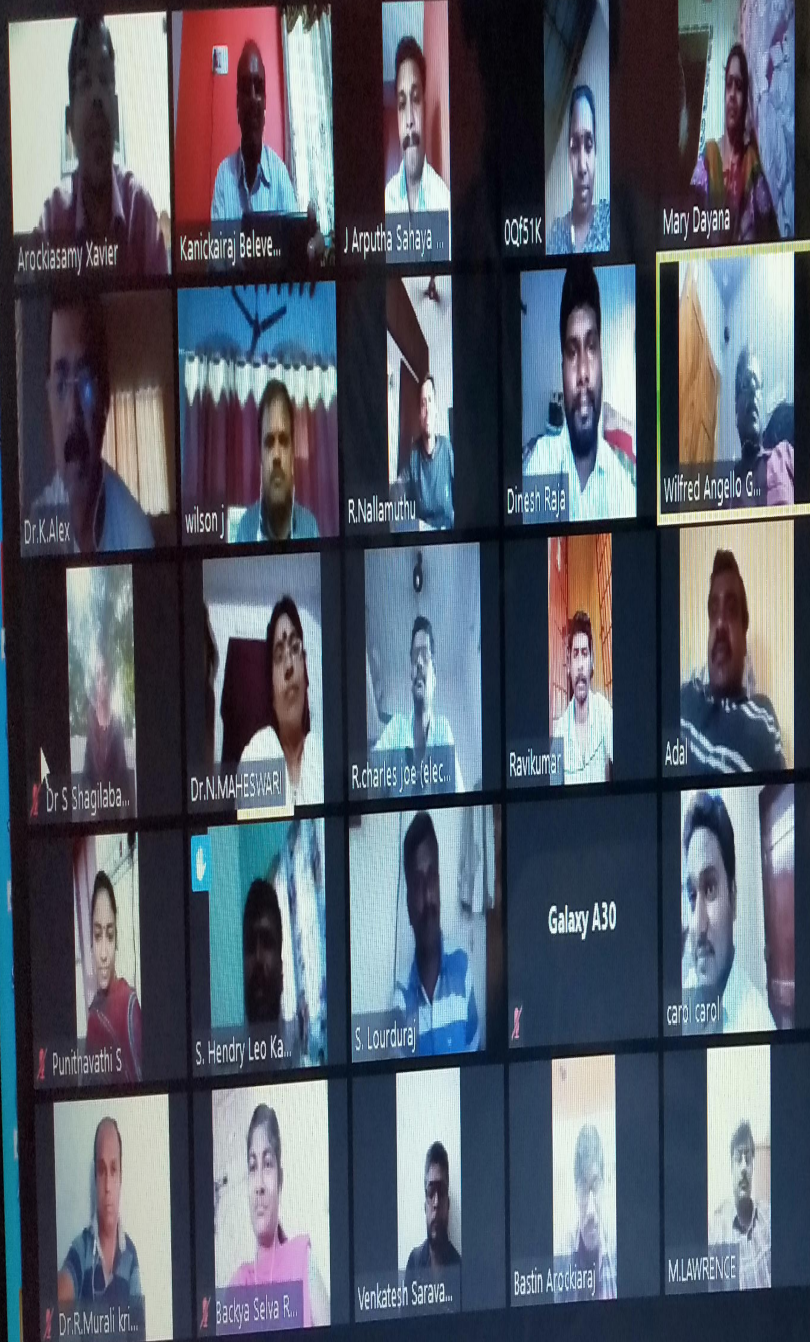 Arockiasamy Xavier
Kanickairaj Beleve...
J Arputha Sahaya ...
0Qf51K
Mary Dayana
Dr.K.Alex
wilson j
R.Nallamuthu
Dinesh Raja
Wilfred Angello G...
Dr S Shagilaba...
Dr.N.MAHESWARI
R.charles joe (elec...
Ravikumar
Adal
Punithavathi S
S. Hendry Leo Ka...
S. Lourduraj
Galaxy A30
carol carol
Dr.R.Murali kri...
Backya Selva R...
Venkatesh Sarava...
Bastin Arockiaraj
M.LAWRENCE